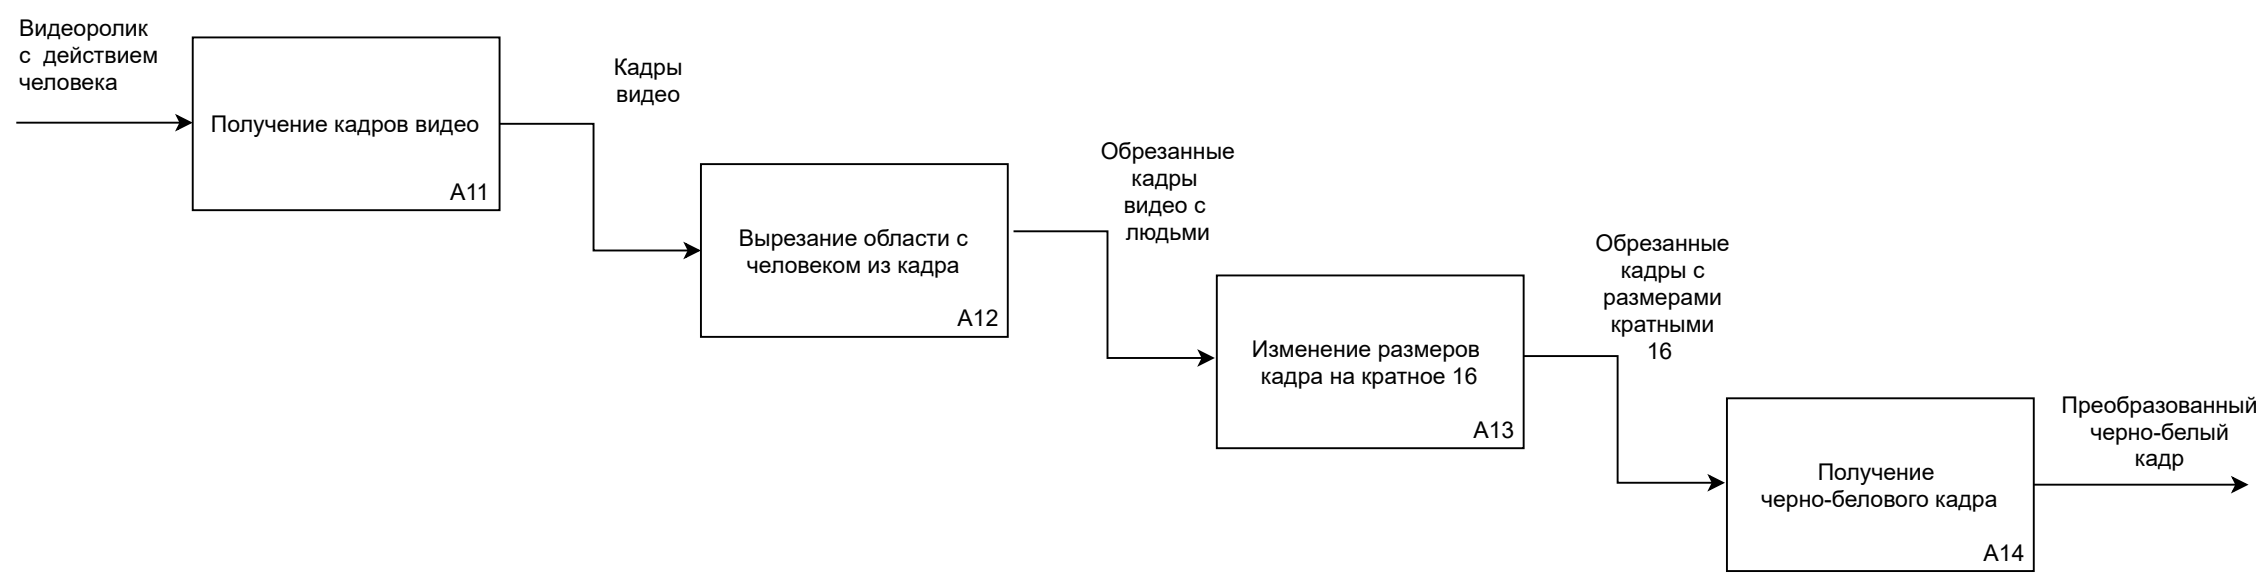 Видеоролик
с действием
человека
Получение кадров видео
A11
Кадры
видео
Вырезание области с
человеком из кадра
A12
Обрезанные
кадры
видео с
людьми
Изменение размеров
кадра на кратное 16
A13
Обрезанные
кадры с
размерами
кратными
16
Получение
черно-белового кадра
A14
Преобразованный
черно-белый
кадр